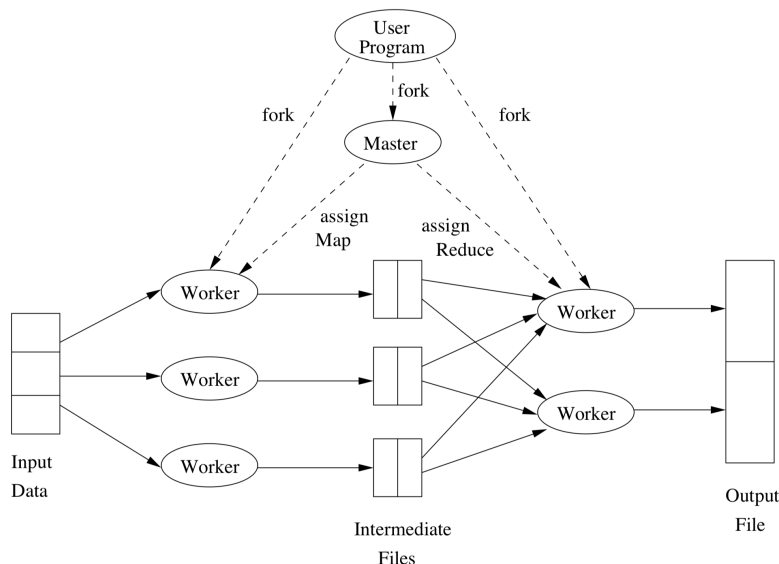 User
Program
fork
fork
fork
Master
assign
Map
assign
Reduce
Worker
Worker
Worker
Worker
Worker
Input
Data
Intermediate
Files
Output
File